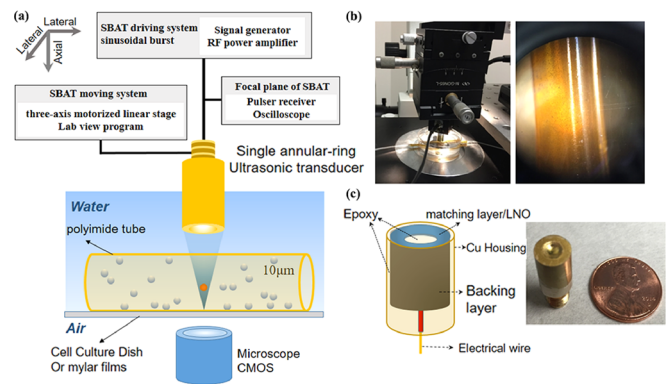 (a)
Lateral
Lateral
Axial
SBAT driving system
sinusoidal burst
Signal generator
RF power amplifier
SBAT moving system
three-axis motorized linear stage
Lab view program
Focal plane of SBAT
Pulser receiver
Oscilloscope
Single annular-ring
Ultrasonic transducer
Water
polyimide tube
10μm
Air
Cell Culture Dish
Or mylar films
Microscope
CMOS
(b)
(c)
Epoxy
matching layer/LNO
Cu Housing
Backing
layer
Electrical wire